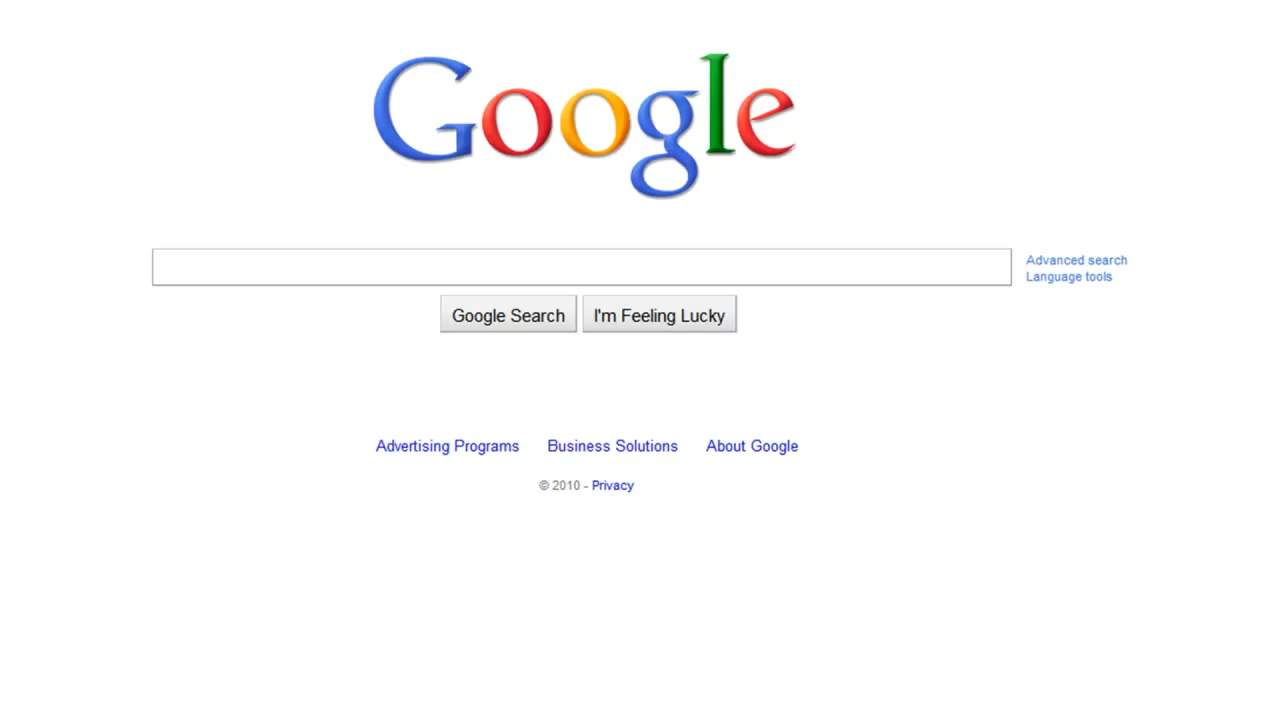 Google
Advanced search
Language tools
Google Search I'm Feeling Lucky
Advertising Programs Business Solutions About Google
© 2010 - Privacy